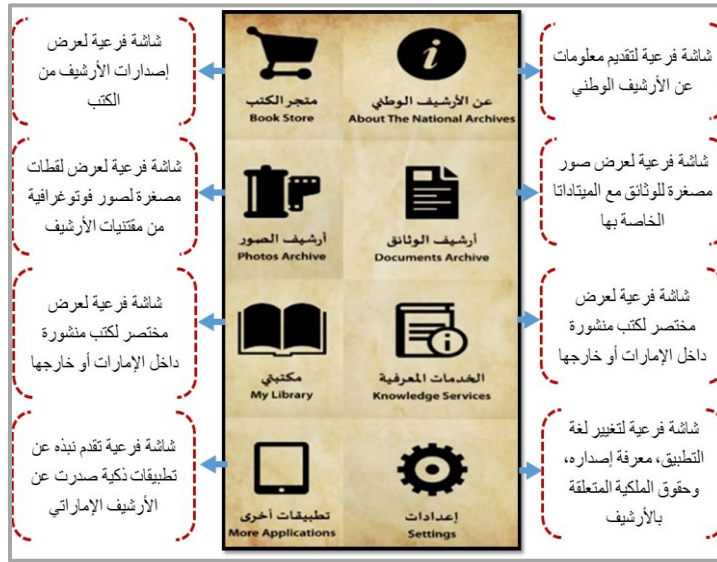 شاشة فرعية لتقديم معلومات
عن الأرشيف الوطني
عن الأرشيف الوطني
About The National Archives
متجر الكتب
Book Store
شاشة فرعية لعرض
إصدارات الأرشيف من
الكتب
شاشة فرعية لعرض صور
مصغرة للوثائق مع الميتاداتا
الخاصة بها
أرشيف الوثائق
Documents Archive
أرشيف الصور
Photos Archive
شاشة فرعية لعرض لقطات
مصغرة لصور فوتوغرافية
من مقتنيات الأرشيف
شاشة فرعية لعرض
مختصر لكتب منشورة
داخل الإمارات أو خارجها
الخدمات المعرفية
Knowledge Services
مكتبتي
My Library
شاشة فرعية لعرض
مختصر لكتب منشورة
داخل الإمارات أو خارجها
شاشة فرعية لتغيير لغة
التطبيق، معرفة إصداره،
وحقوق الملكية المتعلقة
بالأرشيف
إعدادات
Settings
تطبيقات أخرى
More Applications
شاشة فرعية تقدم نبذه عن
تطبيقات ذكية صدرت عن
الأرشيف الإماراتي